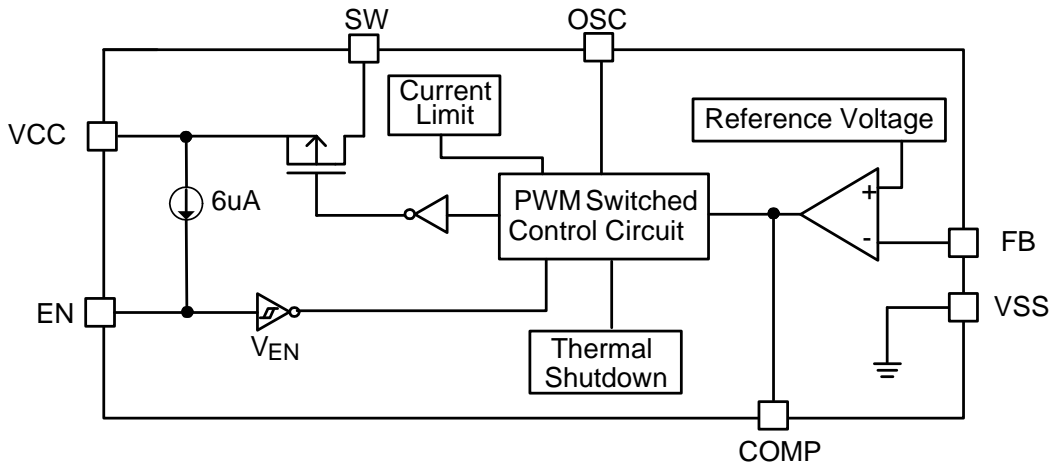 SW
OSC
Current
Limit
Reference Voltage
VCC
6uA
PWM Switched
Control Circuit
+
-
FB
EN
VEN
VSS
Thermal
Shutdown
COMP